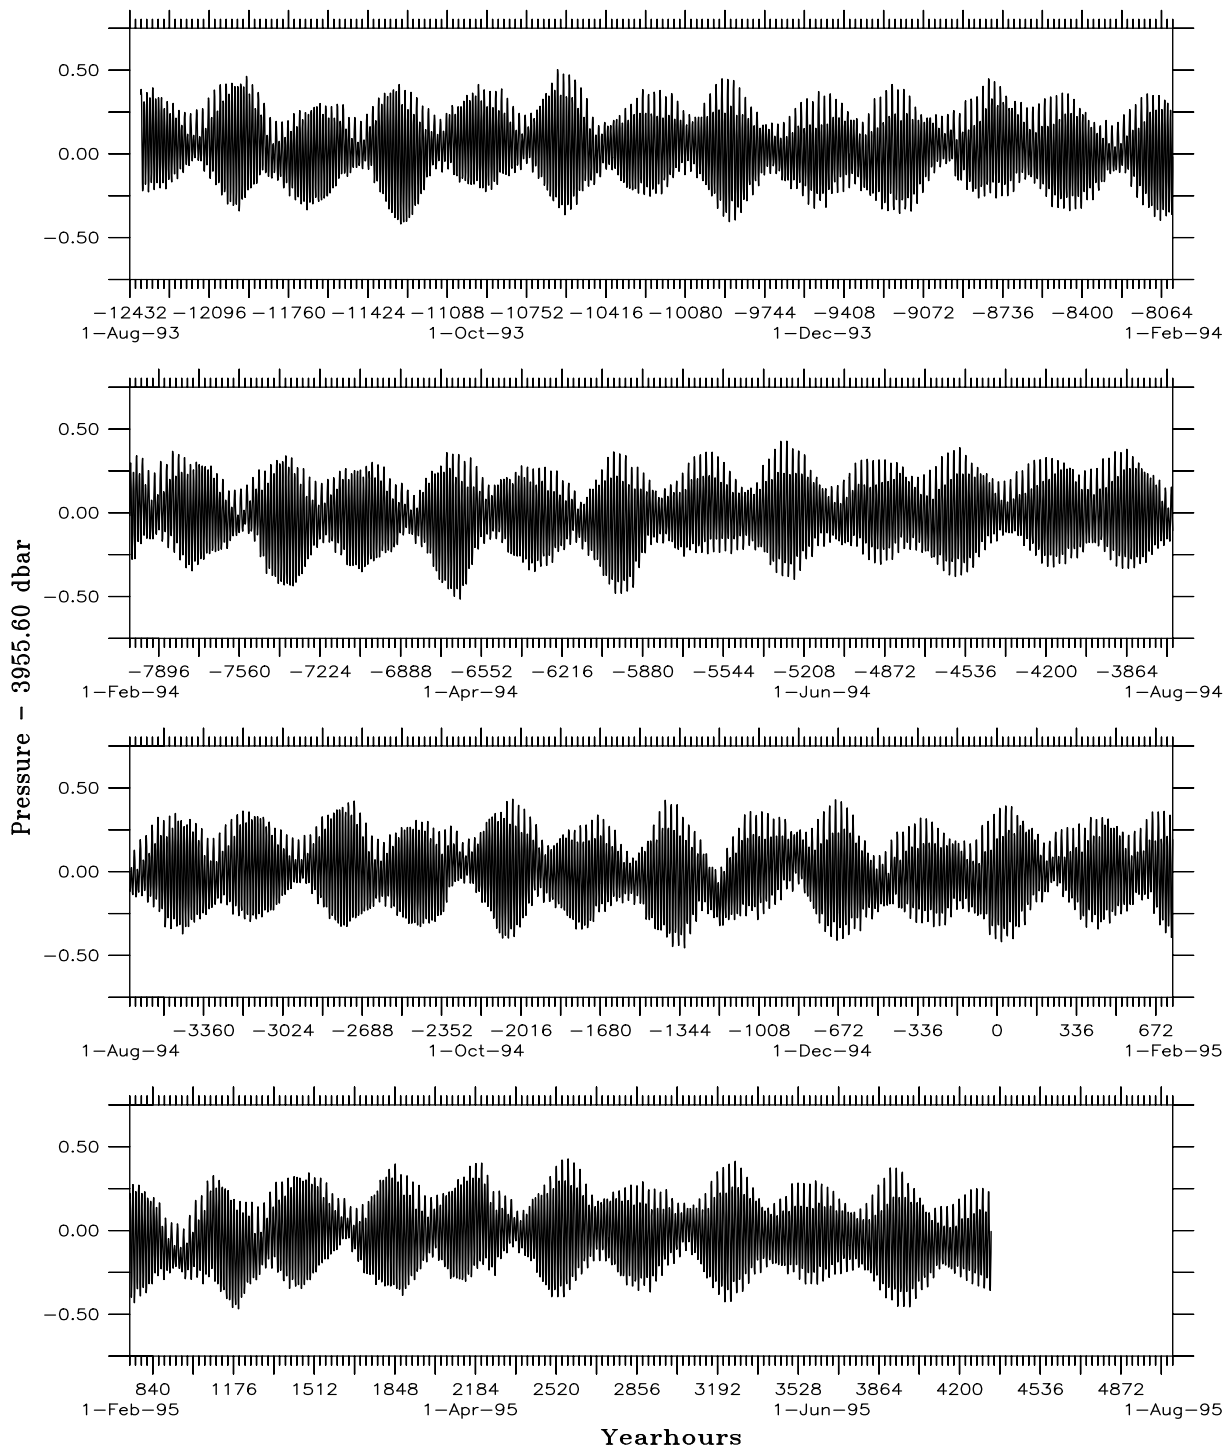 0.50
0.00
−0.50
−12432 −12096 −11760 −11424 −11088 −10752 −10416 −10080 −9744 −9408 −9072 −8736 −8400 −8064
1−Aug−93 1−Oct−93 1−Dec−93 1−Feb−94
0.50
0.00
−0.50
−7896 −7560 −7224 −6888 −6552 −6216 −5880 −5544 −5208 −4872 −4536 −4200 −3864
1−Feb−94 1−Apr−94 1−Jun−94 1−Aug−94
Pressure − 3955.60 dbar
0.50
0.00
−0.50
−3360 −3024 −2688 −2352 −2016 −1680 −1344 −1008 −672 −336 0 336 672
1−Aug−94 1−Oct−94 1−Dec−94 1−Feb−95
0.50
0.00
−0.50
840 1176 1512 1848 2184 2520 2856 3192 3528 3864 4200 4536 4872
1−Feb−95 1−Apr−95 1−Jun−95 1−Aug−95
Yearhours